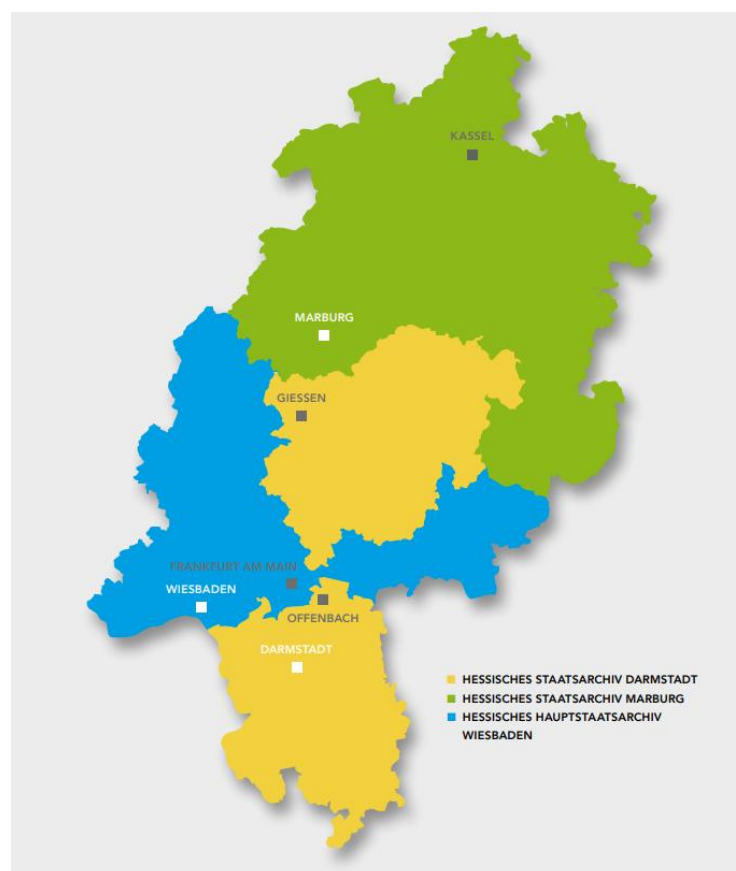 KASSEL
MARBURG
GIESSEN
FRANKFURT AM MAIN
WIESBADEN
OFFENBACH
DARMSTADT
HESSISCHES STAATSARCHIV DARMSTADT
HESSISCHES STAATSARCHIV MARBURG
HESSISCHES HAUPTSTAATSARCHIV
WIESBADEN